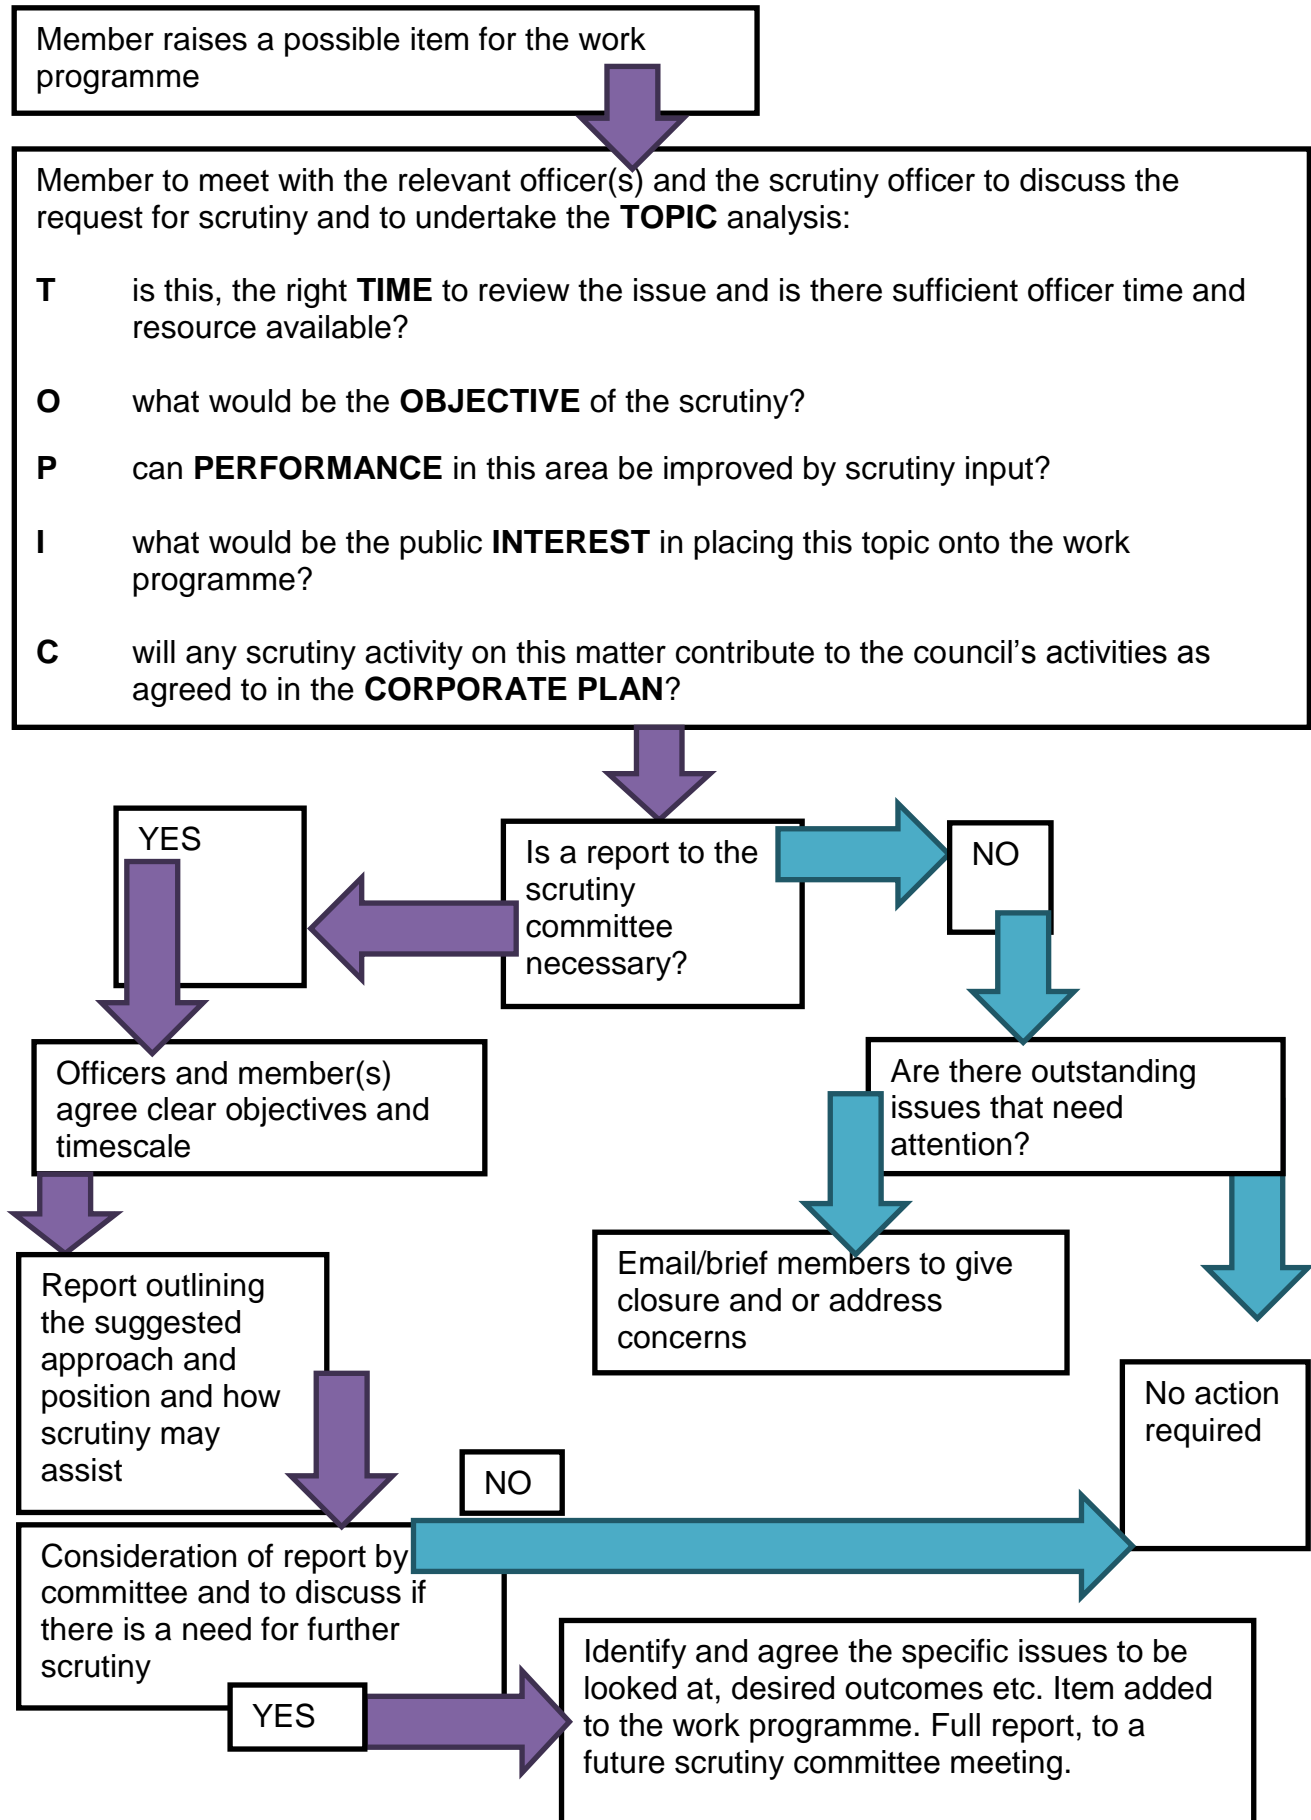 Member raises a possible item for the work
programme
Member to meet with the relevant officer(s) and the scrutiny officer to discuss the
request for scrutiny and to undertake the TOPIC analysis:
T is this, the right TIME to review the issue and is there sufficient officer time and
resource available?
O what would be the OBJECTIVE of the scrutiny?
P can PERFORMANCE in this area be improved by scrutiny input?
I what would be the public INTEREST in placing this topic onto the work
programme?
C will any scrutiny activity on this matter contribute to the council’s activities as
agreed to in the CORPORATE PLAN?
YES
Is a report to the
scrutiny
committee
necessary?
NO
Officers and member(s)
agree clear objectives and
timescale
Are there outstanding
issues that need
attention?
Report outlining
the suggested
approach and
position and how
scrutiny may
assist
Email/brief members to give
closure and or address
concerns
No action
required
NO
Consideration of report by
committee and to discuss if
there is a need for further
scrutiny
YES
Identify and agree the specific issues to be
looked at, desired outcomes etc. Item added
to the work programme. Full report, to a
future scrutiny committee meeting.